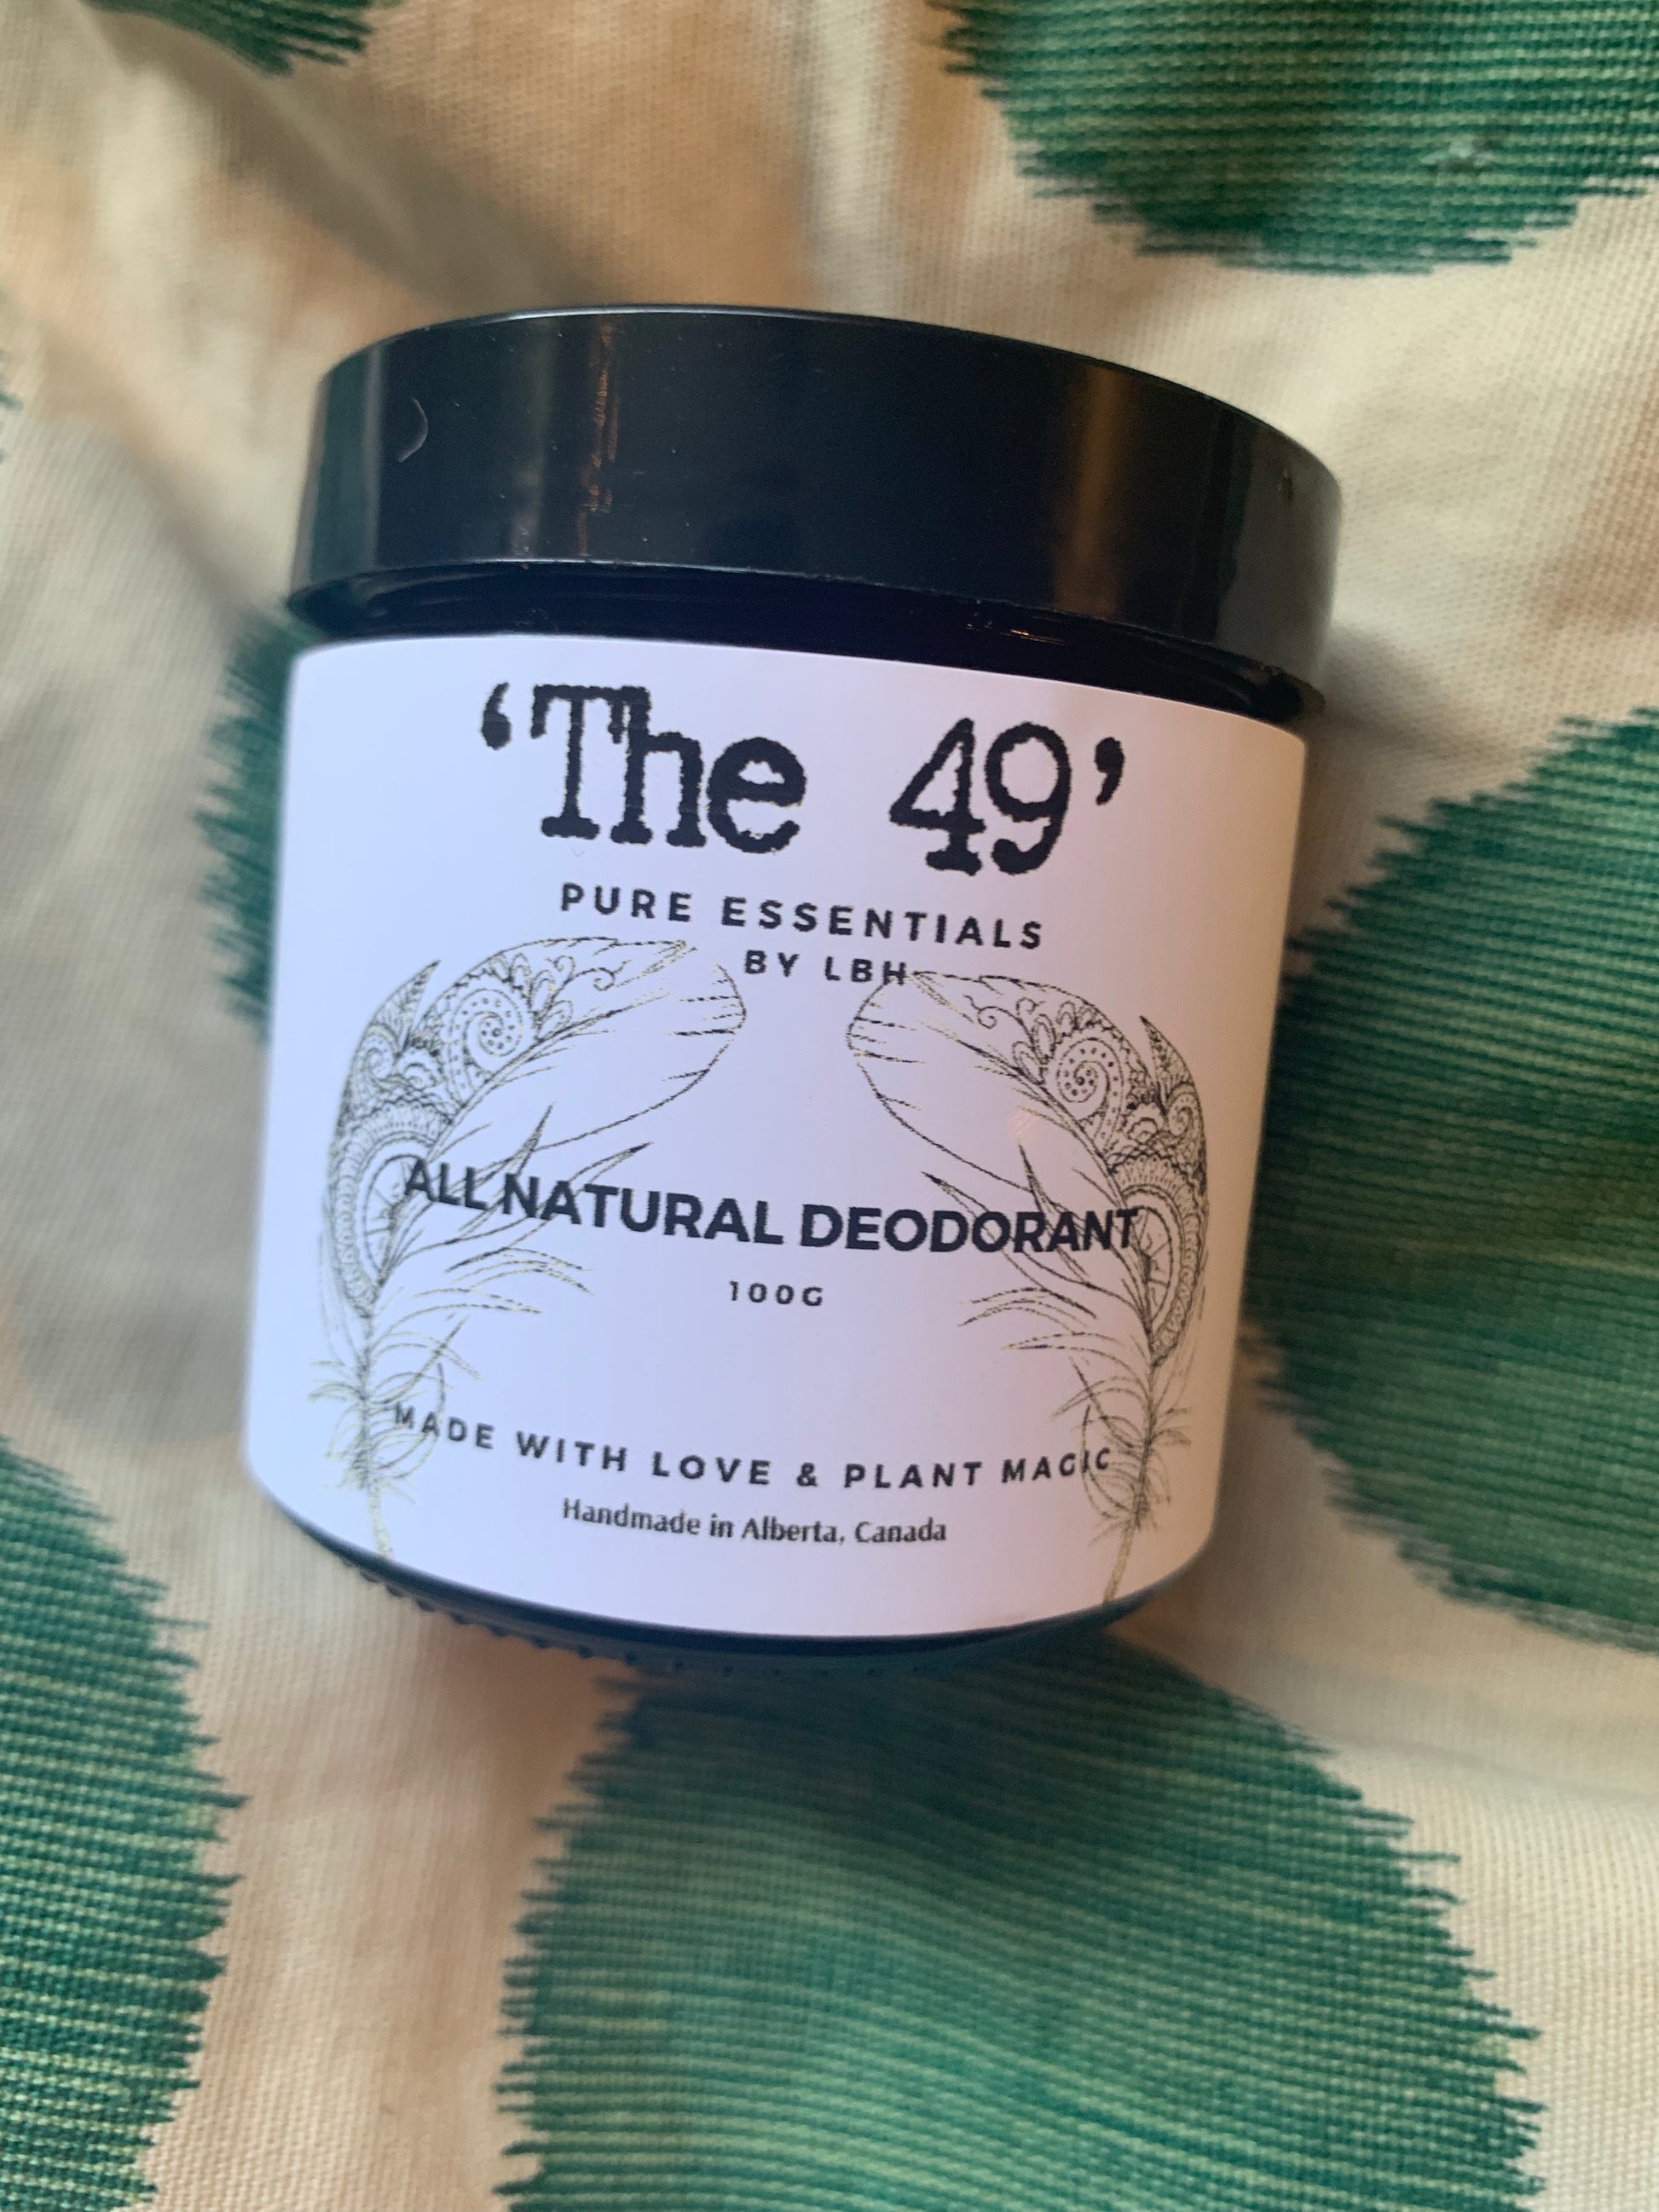 ‘The 49’
PURE ESSENTIALS
BY LBH
ALL NATURAL DEODORANT
100G
MADE WITH LOVE & PLANT MAGIC
Handmade in Alberta, Canada